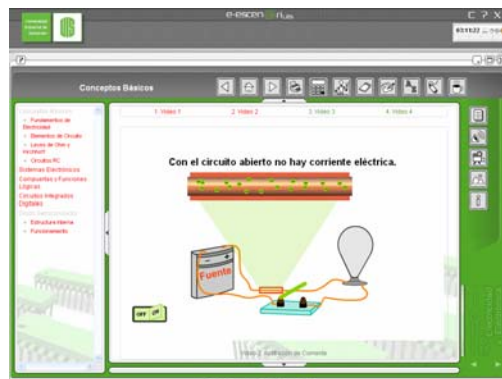 e-escen@ri.uis
Conceptos Básicos
Conceptos Básicos
Fundamentos de
Electricidad
Elementos de Circuito
Leyes de Ohm y
Kirchhoff
Circuitos RC
Sistemas Electrónicos
Compuertas y Funciones
Lógicas
Circuitos Integrados
Digitales
Estructura Interna
Funcionamiento
1. Video 1
2. Video 2
3. Video 3
4. Video 4
Con el circuito abierto no hay corriente eléctrica.
Fuente
OFF